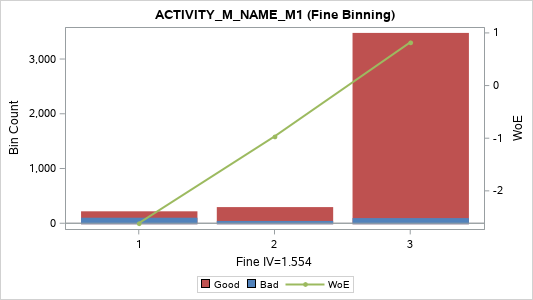 ACTIVITY_M_NAME_M1 (Fine Binning)
Bin Count
3,000
2,000
1,000
0
1
0
-1
-2
WoE
1 2 3
Fine IV=1.554
Good Bad WoE